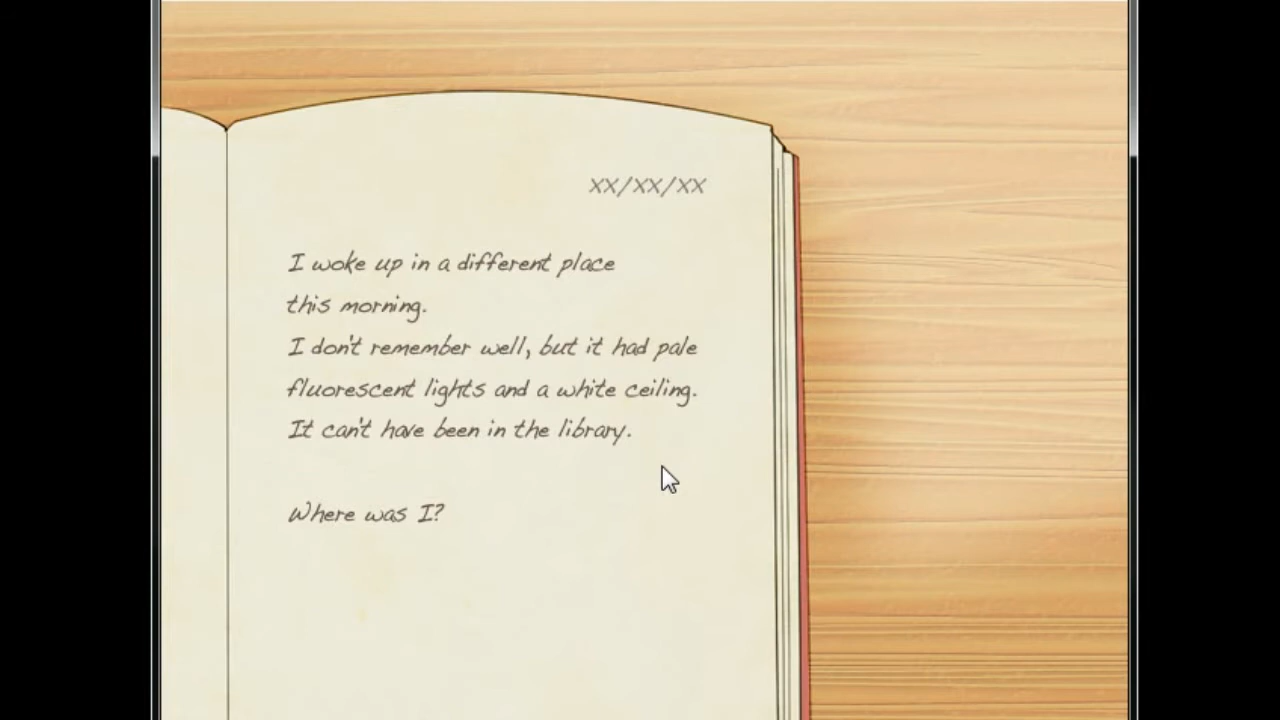 XX/XX/XX
I woke up in a different place
this morning.
I don't remember well, but it had pale
fluorescent lights and a white ceiling.
It can't have been in the library.
Where was I?